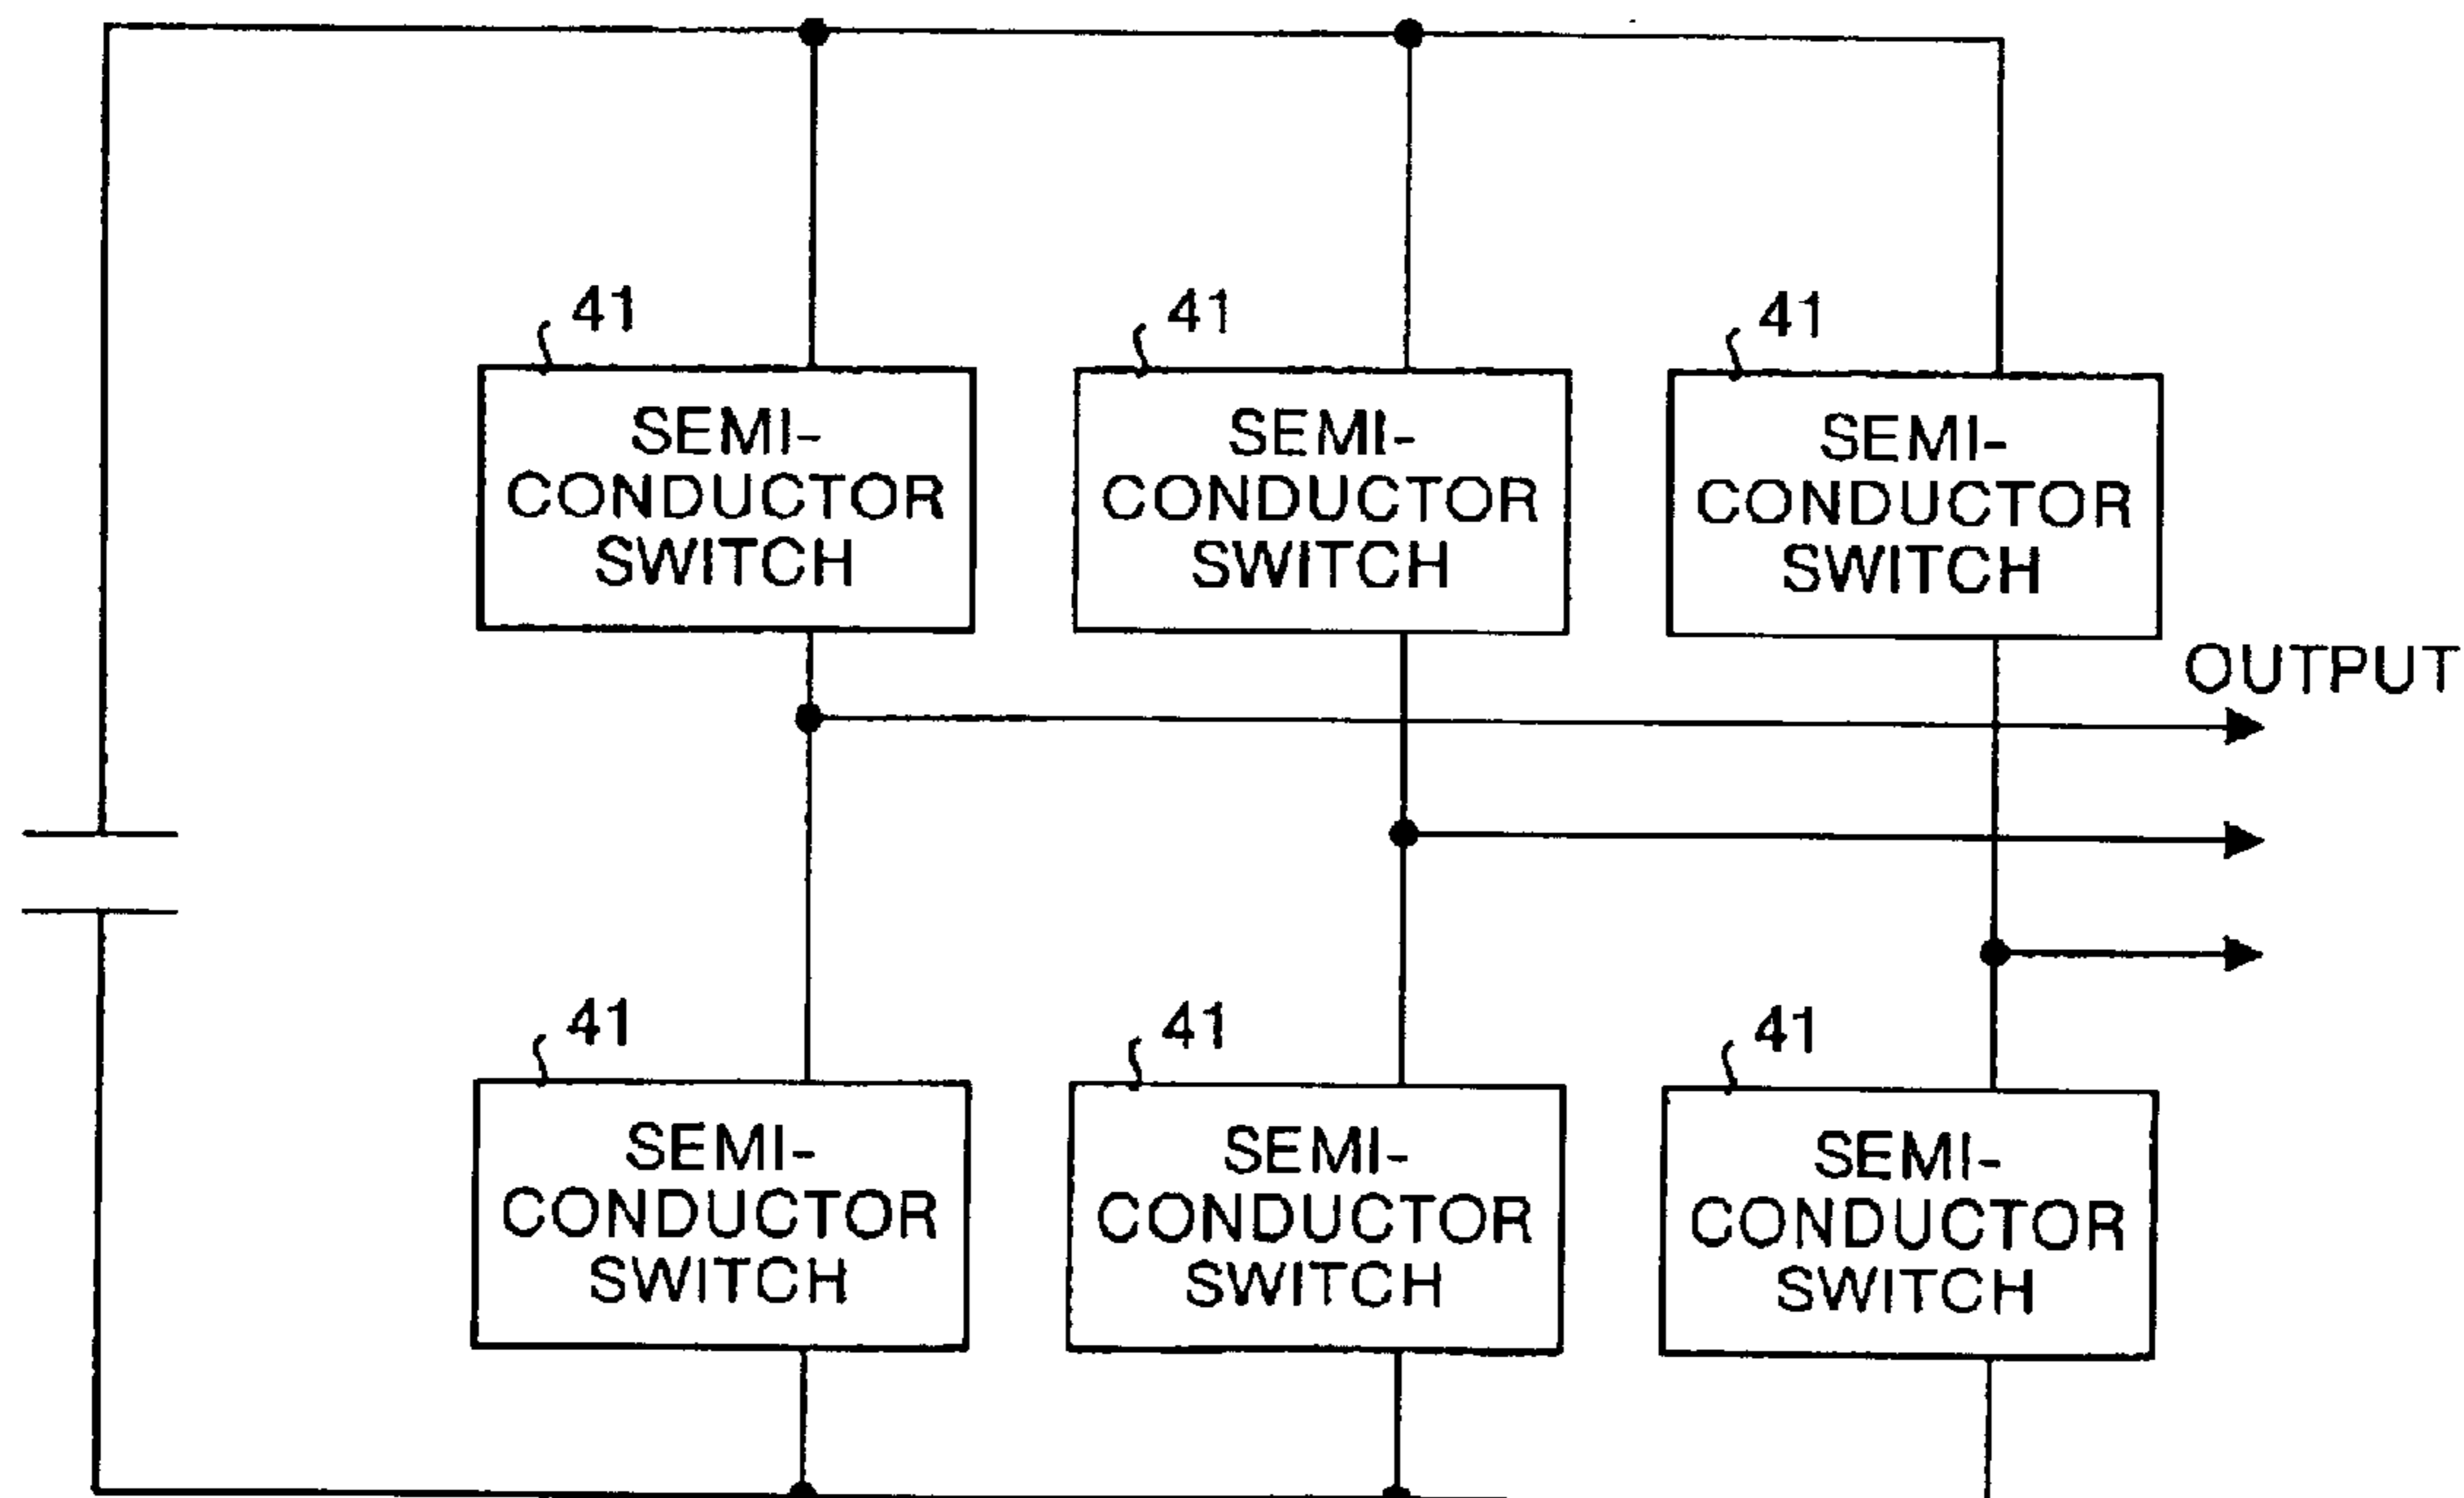 41
41
41
SEMI-
CONDUCTOR
SWITCH
SEMI-
CONDUCTOR
SWITCH
SEMI-
CONDUCTOR
SWITCH
OUTPUT
41
41
41
SEMI-
CONDUCTOR
SWITCH
SEMI-
CONDUCTOR
SWITCH
SEMI-
CONDUCTOR
SWITCH